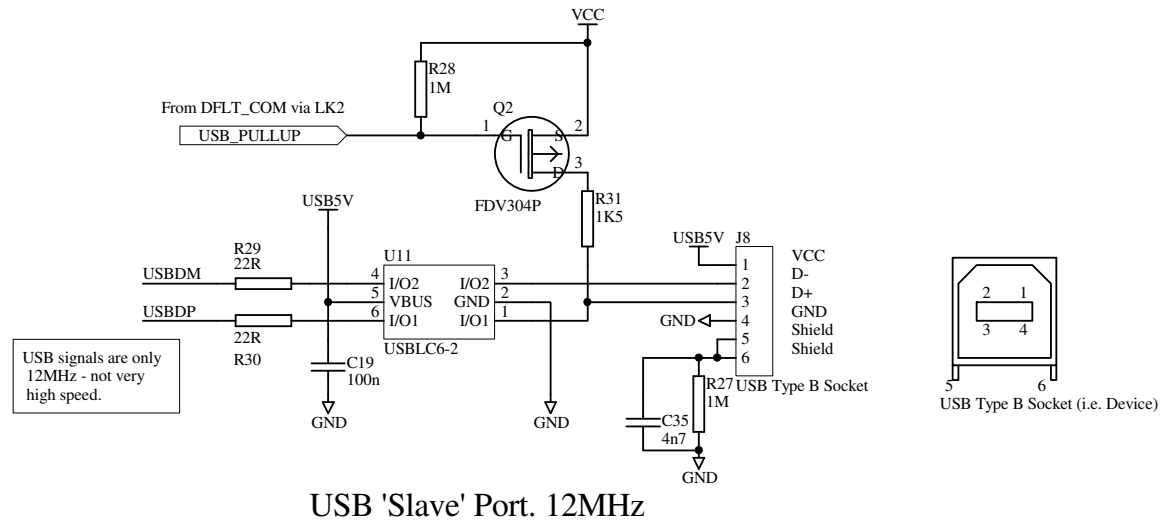 VCC
R28
1M
From DFLT_COM via LK2
USB_PULLUP
Q2
1
G
S
2
D
3
FDV304P
R31
1K5
USB5V
USB5V
J8
R29
22R
U11
USBDM
4
I/O2
I/O2
3
5
VBUS
GND
2
USBDP
6
I/O1
I/O1
1
22R
R30
USBLC6-2
1
VCC
2
D-
3
D+
GND
4
GND
5
Shield
6
Shield
USB Type B Socket
USB signals are only
12MHz - not very
high speed.
C19
100n
GND
GND
R27
1M
C35
4n7
GND
2
1
3
4
5
6
USB Type B Socket (i.e. Device)
USB 'Slave' Port. 12MHz